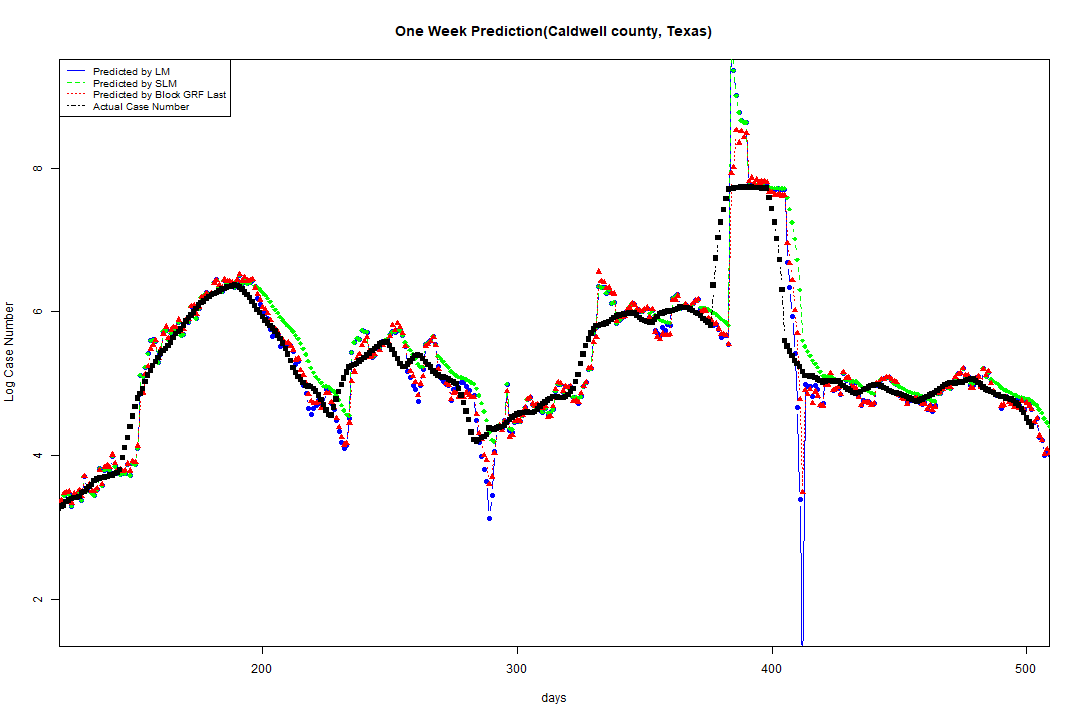 One Week Prediction(Caldwell county, Texas)
Predicted by LM
Predicted by SLM
Predicted by Block GRF Last
Actual Case Number
8
6
4
2
Log Case Number
200 300 400 500
days